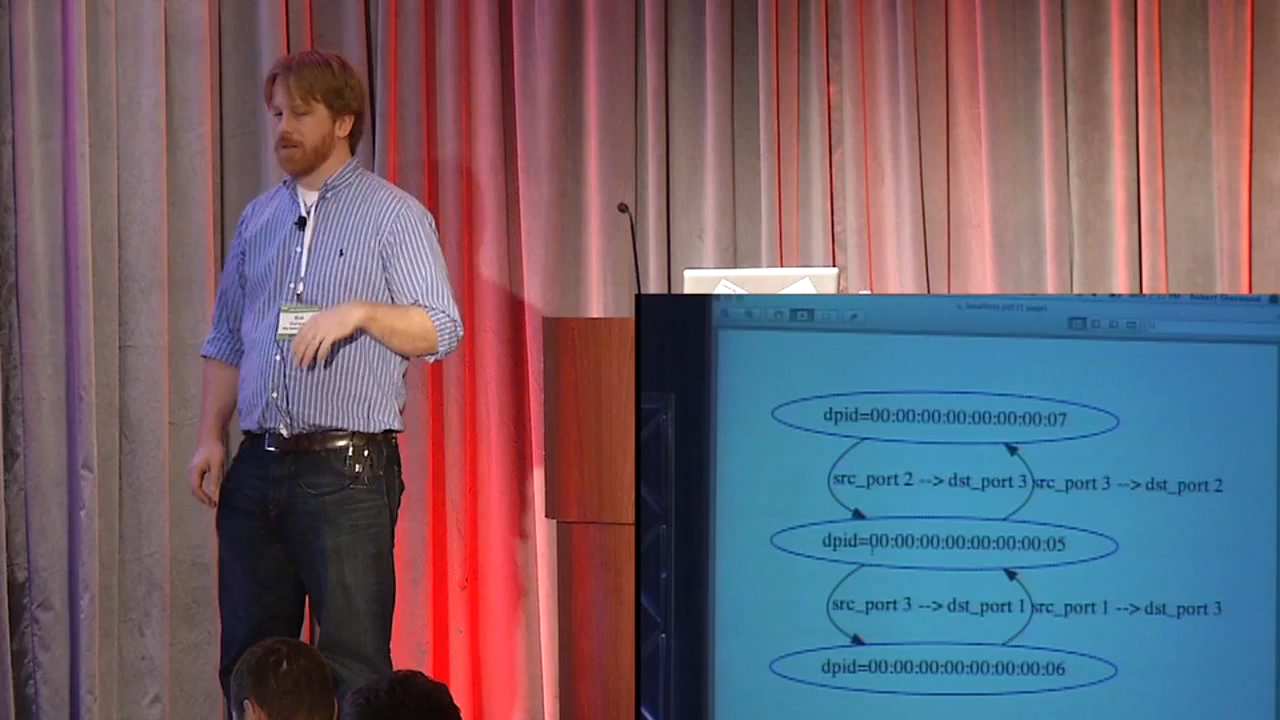 Robert Sherwood
dpid=00:00:00:00:00:00:00:07
src_port 2 --> dst_port 3
src_port 3 --> dst_port 2
dpid=00:00:00:00:00:00:00:05
src_port 3 --> dst_port 1
src_port 1 --> dst_port 3
dpid=00:00:00:00:00:00:00:06